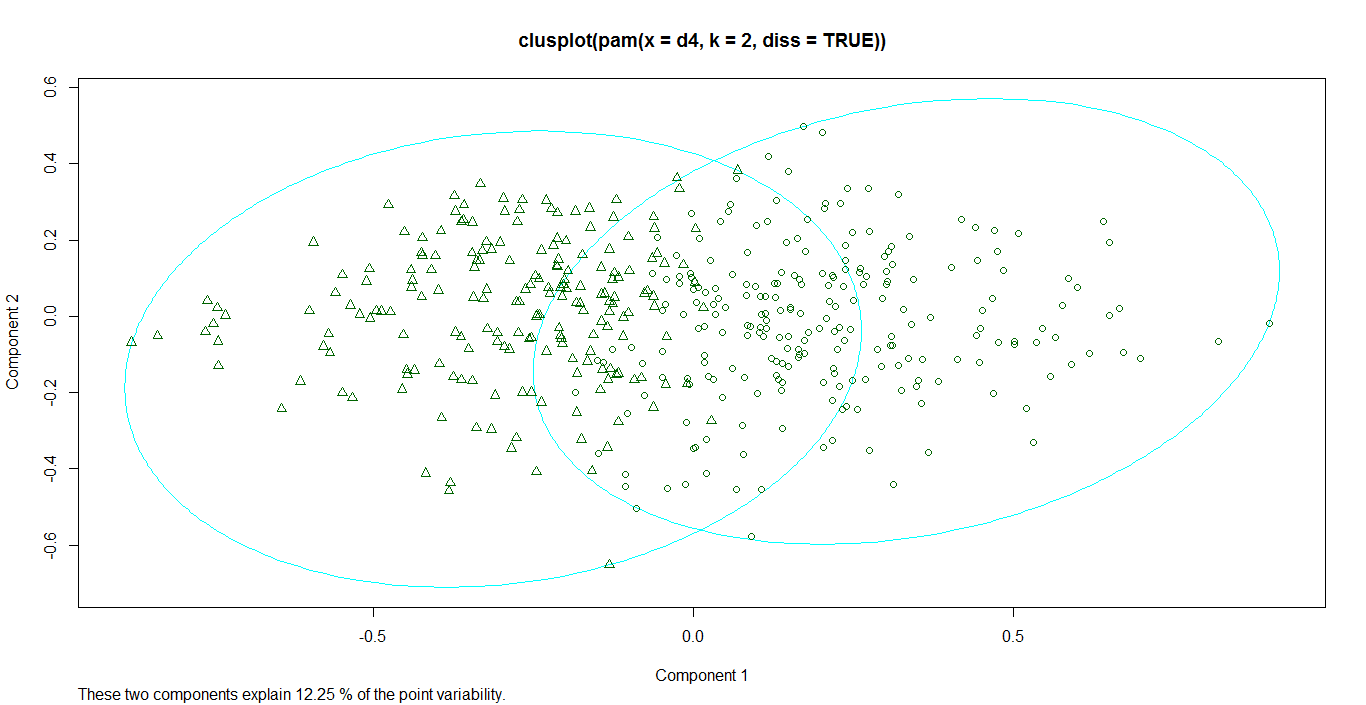 clusplot(pam(x = d4, k = 2, diss = TRUE))
0.6
0.4
0.2
0.0
-0.2
-0.4
-0.6
Component 2
-0.5
0.0
0.5
Component 1
These two components explain 12.25 % of the point variability.